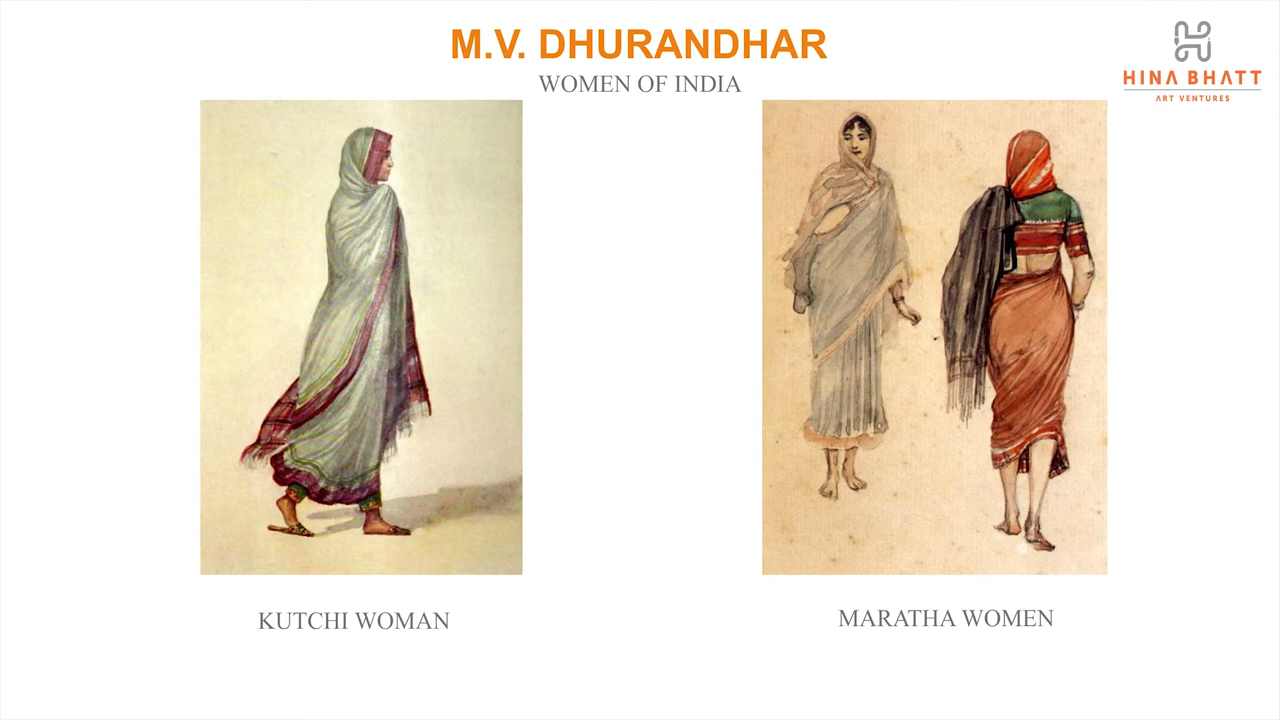 M.V. DHURANDHAR
WOMEN OF INDIA
HINA BHATT
ART VENTURES
KUTCHI WOMAN
MARATHA WOMEN